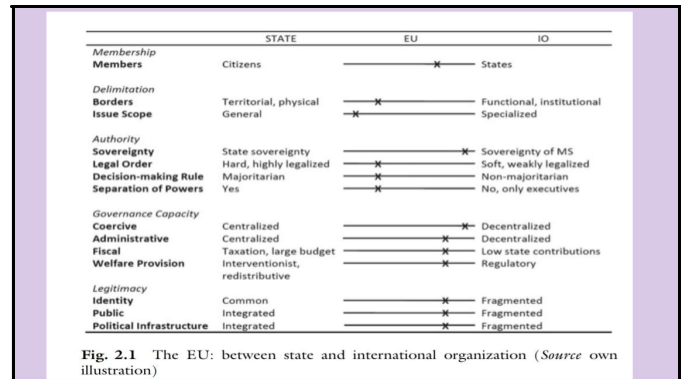 STATE EU IO
Membership
Members Citizens States
Delimitation
Borders Territorial, physical Functional, institutional
Issue Scope General Specialized
Authority
Sovereignty State sovereignty Sovereignty of MS
Legal Order Hard, highly legalized Soft, weakly legalized
Decision-making Rule Majoritarian Non-majoritarian
Separation of Powers Yes No, only executives
Governance Capacity
Coercive Centralized Decentralized
Administrative Centralized Decentralized
Fiscal Taxation, large budget Low state contributions
Welfare Provision Interventionist, Regulatory
redistributive
Legitimacy
Identity Common Fragmented
Public Integrated Fragmented
Political Infrastructure Integrated Fragmented
Fig. 2.1 The EU: between state and international organization (Source own
illustration)